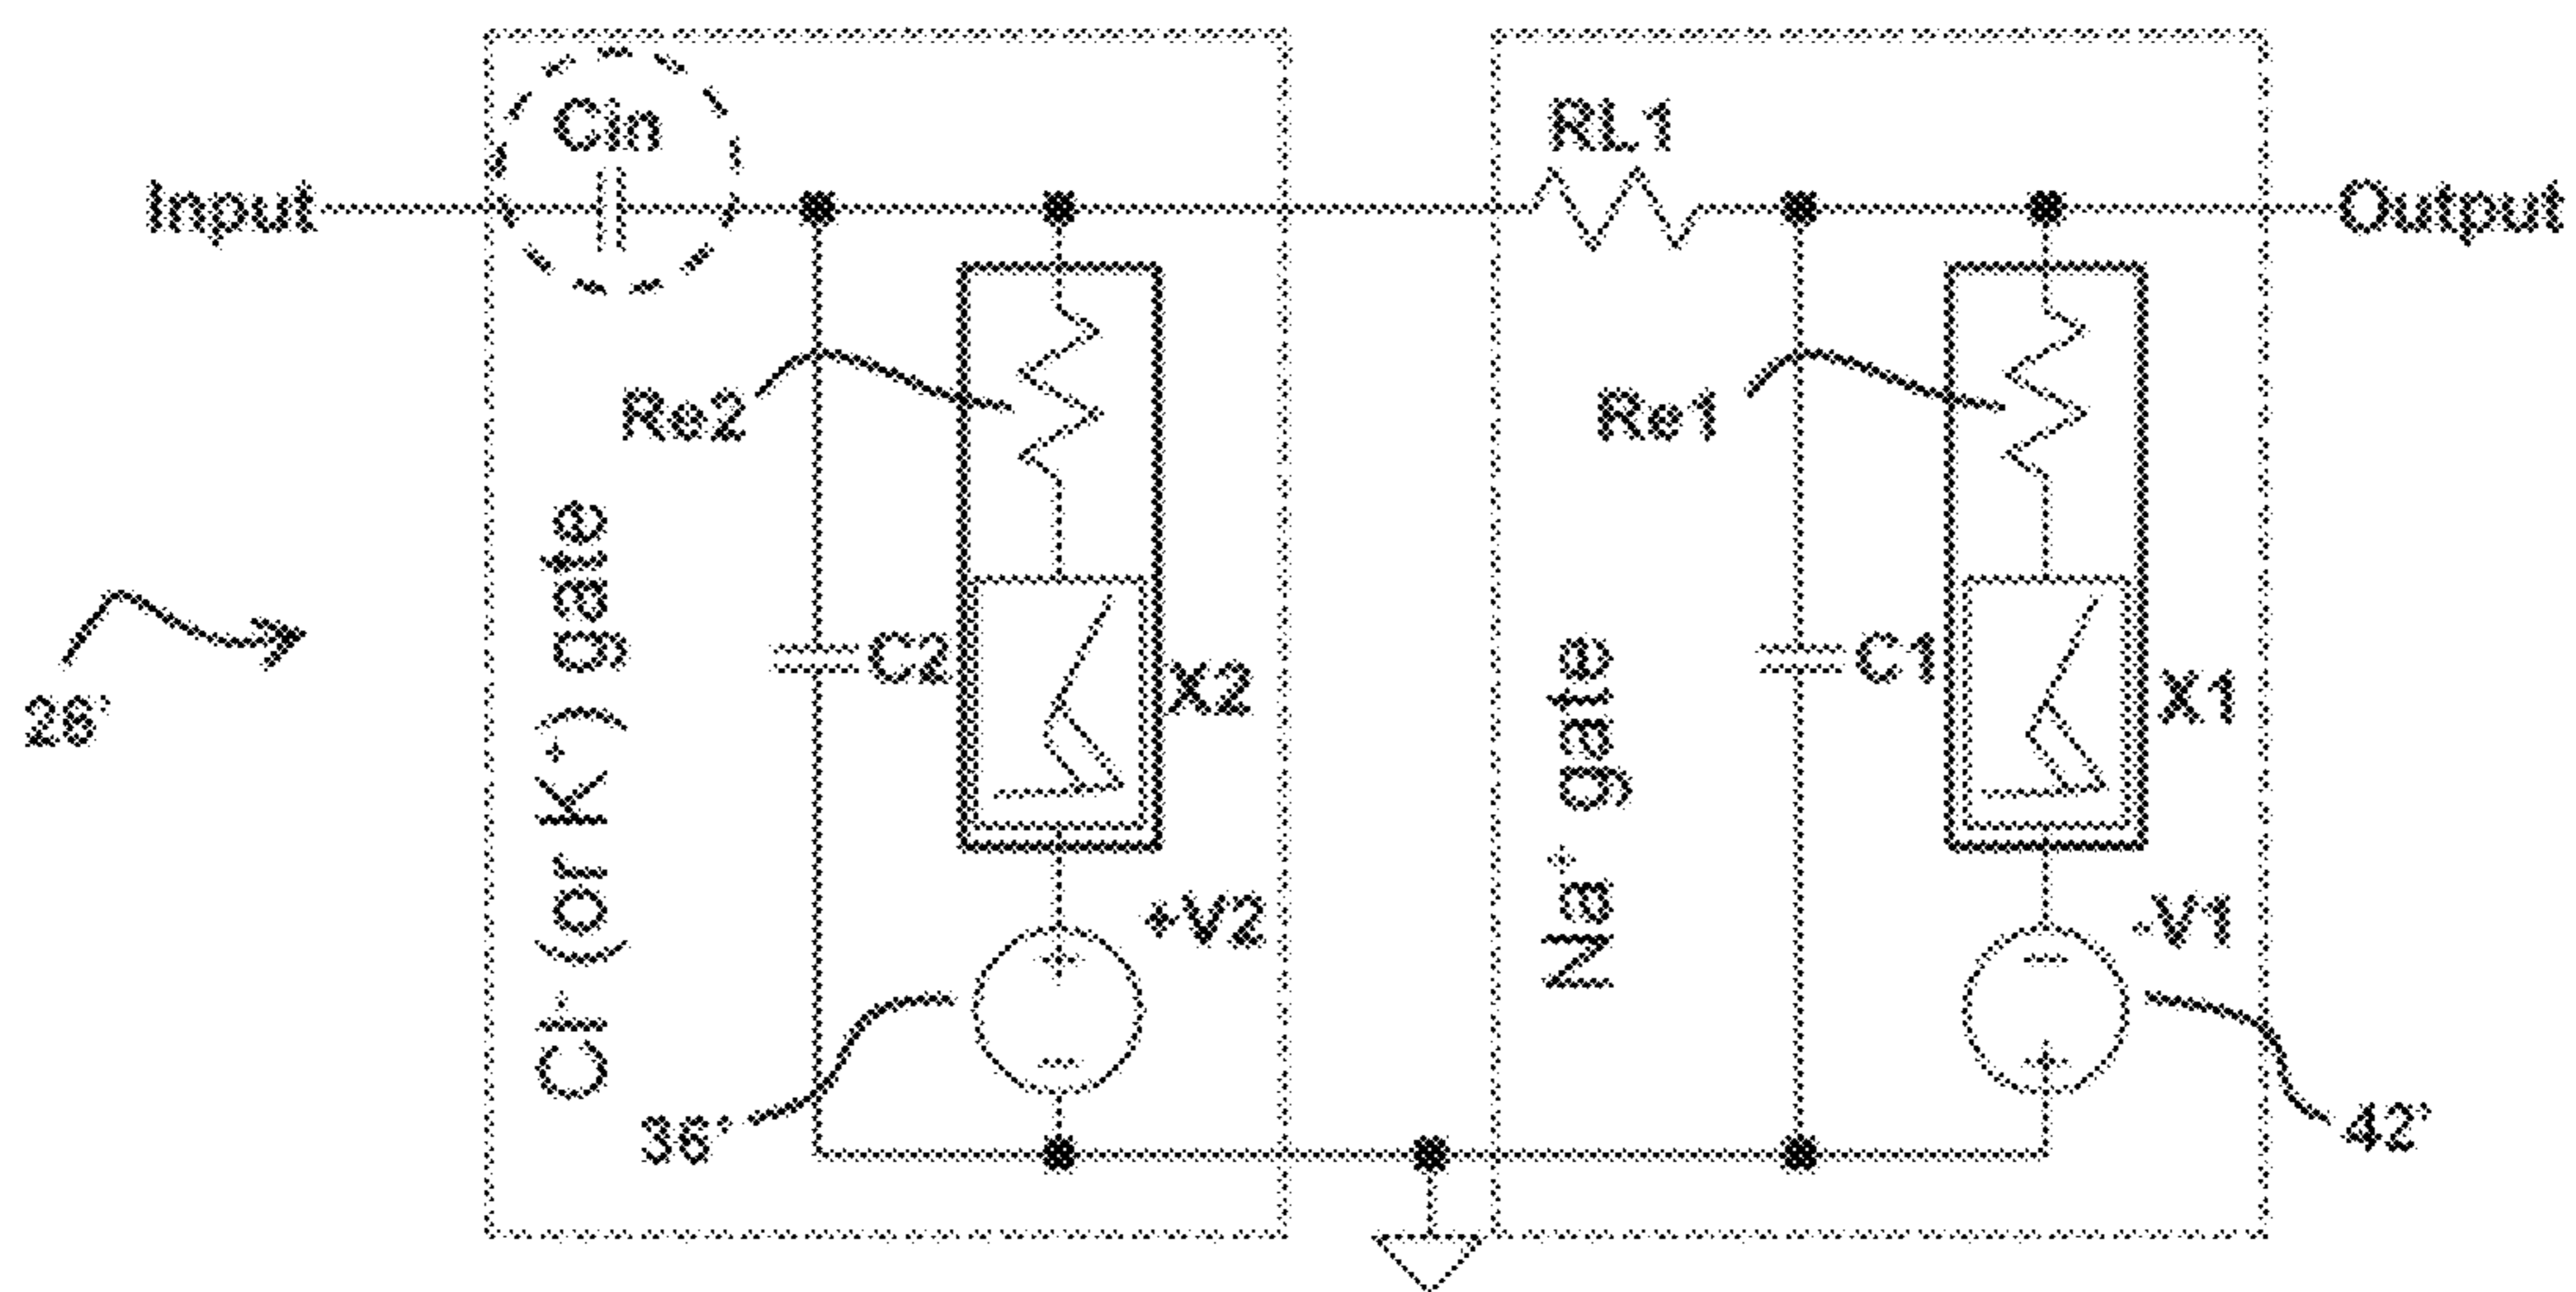 Cin
RL1
Input
Output
Re2
Re1
Cl⁻ (or K⁺) gate
Na⁺ gate
C2
X2
C1
X1
26'
+V2
-V1
36'
42'